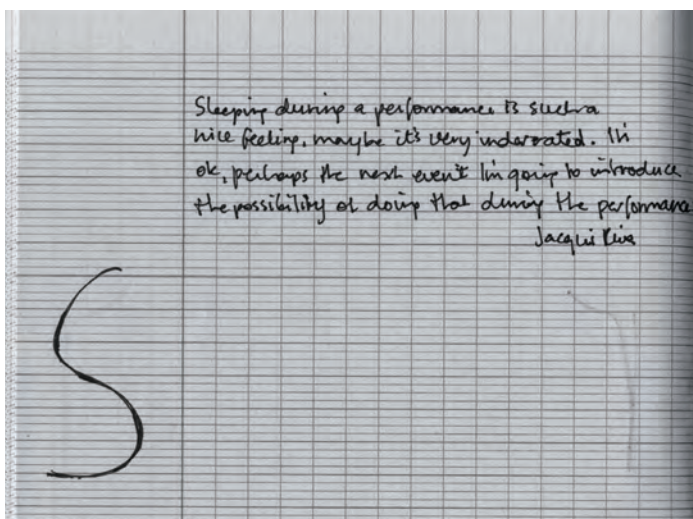 Sleeping during a performance is such a
nice feeling, maybe it's very underrated. It's
ok, perhaps the next event I'm going to introduce
the possibility of doing that during the performance
Jacqui
S